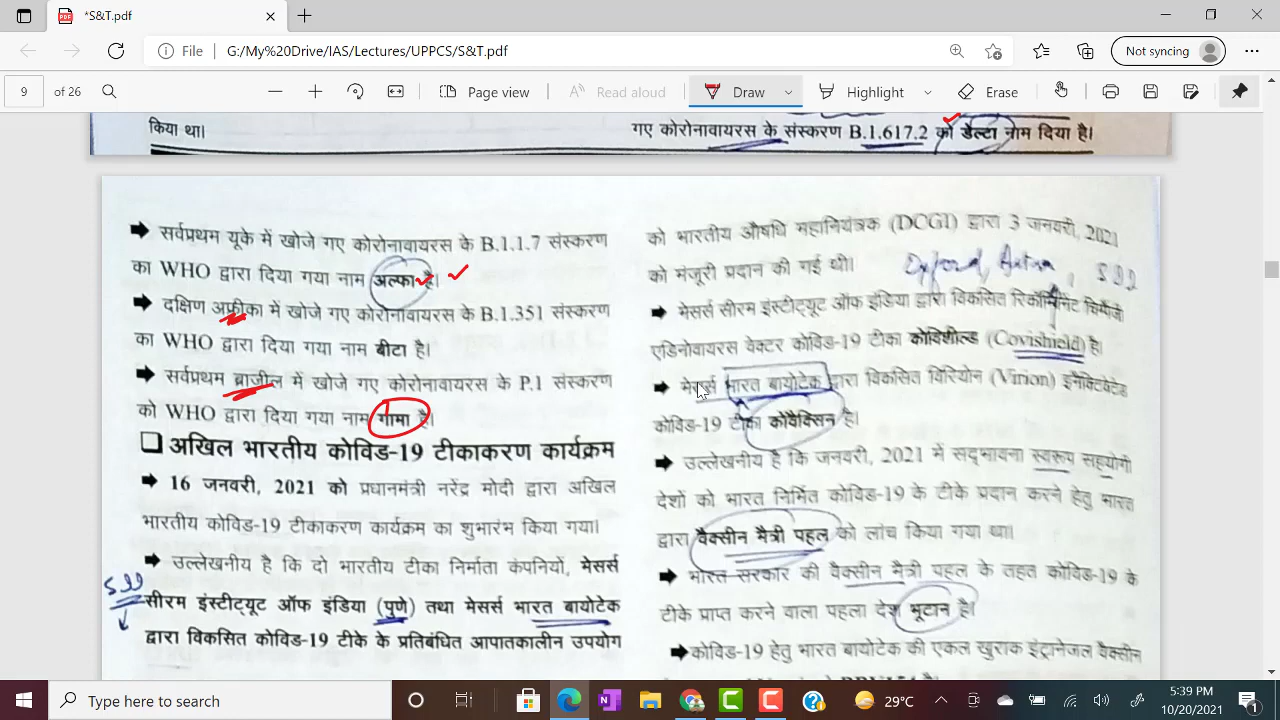 *S&T.pdf
File
G:/My%20Drive/IAS/Lectures/UPPCS/S&T.pdf
Not syncing
9 of 26
Page view
Read aloud
Draw
Highlight
Erase
किया था।
गए कोरोनावायरस के संस्करण B.1.617.2 को डेल्टा नाम दिया है।
सर्वप्रथम यूके में खोजे गए कोरोनावायरस के B.1.1.7 संस्करण
का WHO द्वारा दिया गया नाम अल्फा है।
दक्षिण अफ्रीका में खोजे गए कोरोनावायरस के B.1.351 संस्करण
का WHO द्वारा दिया गया नाम बीटा है।
सर्वप्रथम ब्राजील में खोजे गए कोरोनावायरस के P.1 संस्करण
को WHO द्वारा दिया गया नाम गामा है।
अखिल भारतीय कोविड-19 टीकाकरण कार्यक्रम
16 जनवरी, 2021 को प्रधानमंत्री नरेंद्र मोदी द्वारा अखिल
भारतीय कोविड-19 टीकाकरण कार्यक्रम का शुभारंभ किया गया।
उल्लेखनीय है कि दो भारतीय टीका निर्माता कंपनियों, मेसर्स
SII
सीरम इंस्टीट्यूट ऑफ इंडिया (पुणे) तथा मेसर्स भारत बायोटेक
द्वारा विकसित कोविड-19 टीके के प्रतिबंधित आपातकालीन उपयोग
को भारतीय औषधि महानियंत्रक (DCGI) द्वारा 3 जनवरी, 2021
को मंजूरी प्रदान की गई थी।
Oxford, SII
मेसर्स सीरम इंस्टीट्यूट ऑफ इंडिया द्वारा विकसित रिकॉम्बिनेंट चिम्पैंजी
एडिनोवायरस वेक्टर कोविड-19 टीका कोविशील्ड (Covishield) है।
मेसर्स भारत बायोटेक द्वारा विकसित विरियोन (Virion) इनैक्टिवेटेड
कोविड-19 टीका कोवैक्सिन है।
उल्लेखनीय है कि जनवरी, 2021 में सद्भावना स्वरूप सहयोगी
देशों को भारत निर्मित कोविड-19 के टीके प्रदान करने हेतु भारत
द्वारा वैक्सीन मैत्री पहल को लांच किया गया था।
भारत सरकार की वैक्सीन मैत्री पहल के तहत कोविड-19 के
टीके प्राप्त करने वाला पहला देश भूटान है।
कोविड-19 हेतु भारत बायोटेक की एकल खुराक इंट्रानेजल वैक्सीन
Type here to search
29°C
5:39 PM
10/20/2021